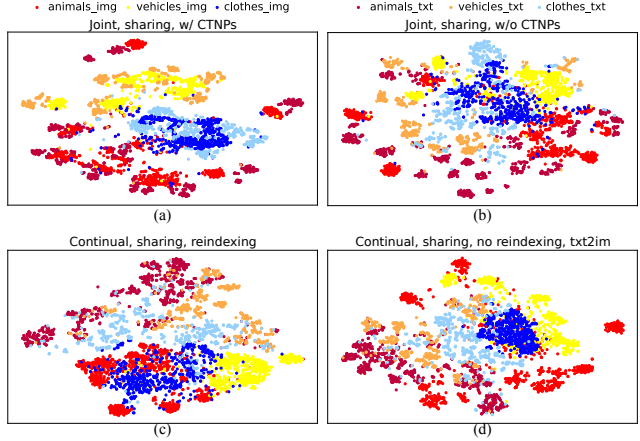 animals_img vehicles_img clothes_img animals_txt vehicles_txt clothes_txt
Joint, sharing, w/ CTNPs Joint, sharing, w/o CTNPs
(a) (b)
Continual, sharing, reindexing Continual, sharing, no reindexing, txt2im
(c) (d)